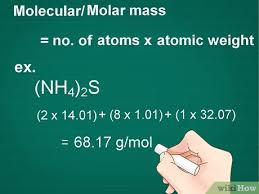 Molecular/Molar mass
= no. of atoms x atomic weight
ex.
(NH₄)₂S
(2 x 14.01) + (8 x 1.01) + (1 x 32.07)
= 68.17 g/mol
wikiHow